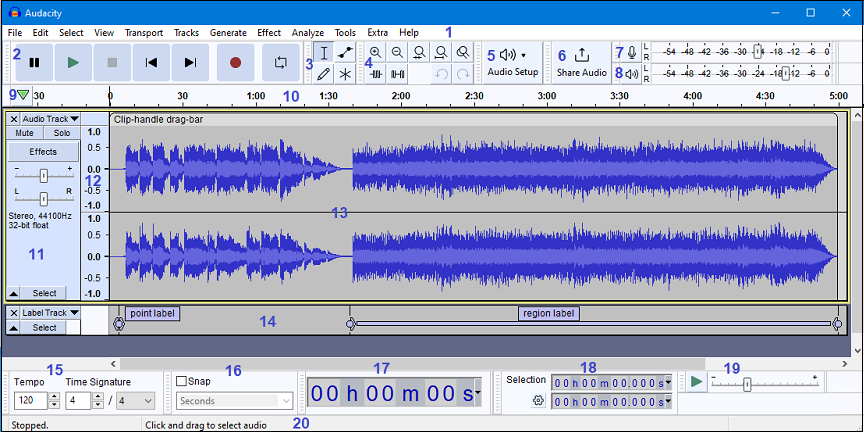 Audacity
File Edit Select View Transport Tracks Generate Effect Analyze Tools Extra Help 1
2 3 4 5 Audio Setup 6 Share Audio
7 L R -54 -48 -42 -36 -30 -24 -18 -12 -6 0
8 L R -54 -48 -42 -36 -30 -24 -18 -12 -6 0
9 30 0 30 1:00 10 1:30 2:00 2:30 3:00 3:30 4:00 4:30 5:00
Audio Track Clip-handle drag-bar
Mute Solo
Effects
- +
L R
Stereo, 44100Hz
32-bit float
11
Select
1.0
0.5
0.0
12
-0.5
-1.0
13
1.0
0.5
0.0
-0.5
-1.0
Label Track point label region label
Select 14
15 16 17 18 19
Tempo Time Signature Snap
120 4 / 4 Seconds
00 h 00 m 00 s
Selection 00 h 00 m 00.000 s
00 h 00 m 00.000 s
- +
Stopped. Click and drag to select audio 20